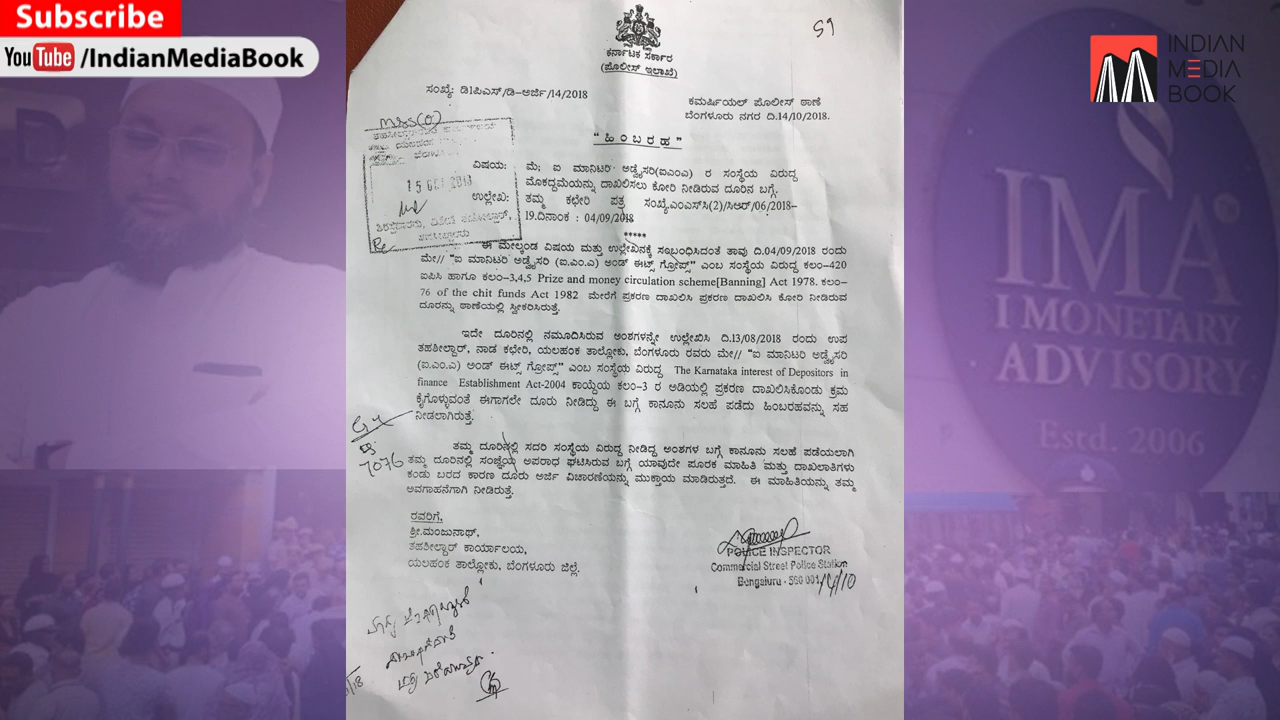 Subscribe
YouTube /IndianMediaBook
INDIAN
MEDIA
BOOK
59
ಕರ್ನಾಟಕ ಸರ್ಕಾರ
(ಪೊಲೀಸ್ ಇಲಾಖೆ)
ಸಂಖ್ಯೆ: ಡಿ1ಪಿಎಸ್/ಡಿ-ಅರ್ಜಿ/14/2018
ಕಮರ್ಷಿಯಲ್ ಪೊಲೀಸ್ ಠಾಣೆ
ಬೆಂಗಳೂರು ನಗರ ದಿ.14/10/2018.
"ಹಿಂಬರಹ"
15 OCT 2018
ವಿಷಯ: ಮೆ; ಐ ಮಾನಿಟರಿ ಅಡ್ವೈಸರಿ(ಐಎಂಎ) ರ ಸಂಸ್ಥೆಯ ವಿರುದ್ದ
ಮೊಕದ್ದಮೆಯನ್ನು ದಾಖಲಿಸಲು ಕೋರಿ ನೀಡಿರುವ ದೂರಿನ ಬಗ್ಗೆ.
ಉಲ್ಲೇಖ: ತಮ್ಮ ಕಛೇರಿ ಪತ್ರ ಸಂಖ್ಯೆ.ಎಂಎಸ್‌ಸಿ(2)/ಸಿಆರ್/06/2018-
19.ದಿನಾಂಕ : 04/09/2018
*****
ಈ ಮೇಲ್ಕಂಡ ವಿಷಯ ಮತ್ತು ಉಲ್ಲೇಖನಕ್ಕೆ ಸಂಬಂಧಿಸಿದಂತೆ ತಾವು ದಿ.04/09/2018 ರಂದು
ಮೇ// "ಐ ಮಾನಿಟರಿ ಅಡ್ವೈಸರಿ (ಐ.ಎಂ.ಎ) ಅಂಡ್ ಈಟ್ಸ್ ಗ್ರೋಪ್ಸ್" ಎಂಬ ಸಂಸ್ಥೆಯ ವಿರುದ್ದ ಕಲಂ-420
ಐಪಿಸಿ ಹಾಗೂ ಕಲಂ-3,4,5 Prize and money circulation scheme[Banning] Act 1978. ಕಲಂ-
76 of the chit funds Act 1982 ಮೇರೆಗೆ ಪ್ರಕರಣ ದಾಖಲಿಸಿ ಪ್ರಕರಣ ದಾಖಲಿಸಿ ಕೋರಿ ನೀಡಿರುವ
ದೂರನ್ನು ಠಾಣೆಯಲ್ಲಿ ಸ್ವೀಕರಿಸಿರುತ್ತೆ.
ಇದೇ ದೂರಿನಲ್ಲಿ ನಮೂದಿಸಿರುವ ಅಂಶಗಳನ್ನೇ ಉಲ್ಲೇಖಿಸಿ ದಿ.13/08/2018 ರಂದು ಉಪ
ತಹಶೀಲ್ದಾರ್, ನಾಡ ಕಛೇರಿ, ಯಲಹಂಕ ತಾಲ್ಲೋಕು, ಬೆಂಗಳೂರು ರವರು ಮೇ// "ಐ ಮಾನಿಟರಿ ಅಡ್ವೈಸರಿ
(ಐ.ಎಂ.ಎ) ಅಂಡ್ ಈಟ್ಸ್ ಗ್ರೋಪ್ಸ್" ಎಂಬ ಸಂಸ್ಥೆಯ ವಿರುದ್ದ The Karnataka interest of Depositors in
finance Establishment Act-2004 ಕಾಯ್ದೆಯ ಕಲಂ-3 ರ ಅಡಿಯಲ್ಲಿ ಪ್ರಕರಣ ದಾಖಲಿಸಿಕೊಂಡು ಕ್ರಮ
ಕೈಗೊಳ್ಳುವಂತೆ ಈಗಾಗಲೇ ದೂರು ನೀಡಿದ್ದು ಈ ಬಗ್ಗೆ ಕಾನೂನು ಸಲಹೆ ಪಡೆದು ಹಿಂಬರಹವನ್ನು ಸಹ
ನೀಡಲಾಗಿರುತ್ತೆ.
ತಮ್ಮ ದೂರಿನಲ್ಲಿ ಸದರಿ ಸಂಸ್ಥೆಯ ವಿರುದ್ದ ನೀಡಿದ್ದ ಅಂಶಗಳ ಬಗ್ಗೆ ಕಾನೂನು ಸಲಹೆ ಪಡೆಯಲಾಗಿ
7076 ತಮ್ಮ ದೂರಿನಲ್ಲಿ ಸಂಜ್ಞೆಯ ಅಪರಾಧ ಘಟಿಸಿರುವ ಬಗ್ಗೆ ಯಾವುದೇ ಪೂರಕ ಮಾಹಿತಿ ಮತ್ತು ದಾಖಲಾತಿಗಳು
ಕಂಡು ಬರದ ಕಾರಣ ದೂರು ಅರ್ಜಿ ವಿಚಾರಣೆಯನ್ನು ಮುಕ್ತಾಯ ಮಾಡಿರುತ್ತದೆ. ಈ ಮಾಹಿತಿಯನ್ನು ತಮ್ಮ
ಅವಗಾಹನೆಗಾಗಿ ನೀಡಿರುತ್ತೆ.
ರವರಿಗೆ,
ಶ್ರೀ.ಮಂಜುನಾಥ್,
ತಹಶೀಲ್ದಾರ್ ಕಾರ್ಯಾಲಯ,
ಯಲಹಂಕ ತಾಲ್ಲೋಕು, ಬೆಂಗಳೂರು ಜಿಲ್ಲೆ.
POLICE INSPECTOR
Commercial Street Police Station
Bengaluru - 560 001
14/10
IMA
I MONETARY
ADVISORY
Estd. 2006